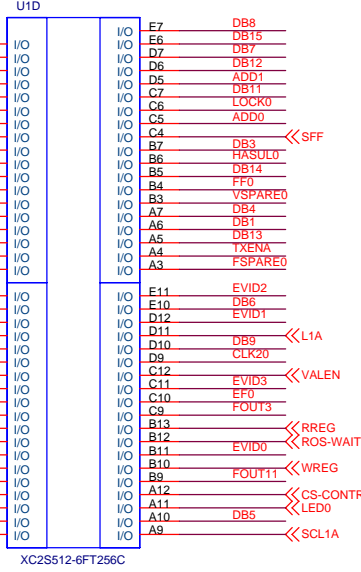 U1D
I/O E7 DB8
I/O I/O E6 DB15
I/O I/O D7 DB7
I/O I/O D6 DB12
I/O I/O D5 ADD1
I/O I/O C7 DB11
I/O I/O C6 LOCK0
I/O I/O C5 ADD0
I/O I/O C4 SFF
I/O I/O B7 DB3
I/O I/O B6 HASUL0
I/O I/O B5 DB14
I/O I/O B4 FF0
I/O I/O B3 VSPARE0
I/O I/O A7 DB4
I/O I/O A6 DB1
I/O I/O A5 DB13
I/O I/O A4 TXENA
I/O I/O A3 FSPARE0
I/O I/O E11 EVID2
I/O I/O E10 DB6
I/O I/O D12 EVID1
I/O I/O D11 L1A
I/O I/O D10 DB9
I/O I/O D9 CLK20
I/O I/O C12 VALEN
I/O I/O C11 EVID3
I/O I/O C10 EF0
I/O I/O C9 FOUT3
I/O I/O B13 RREG
I/O I/O B12 ROS-WAIT
I/O I/O B11 EVID0
I/O I/O B10 WREG
I/O I/O B9 FOUT11
I/O I/O A12 CS-CONTR
I/O I/O A11 LED0
I/O I/O A10 DB5
I/O I/O A9 SCL1A
XC2S512-6FT256C